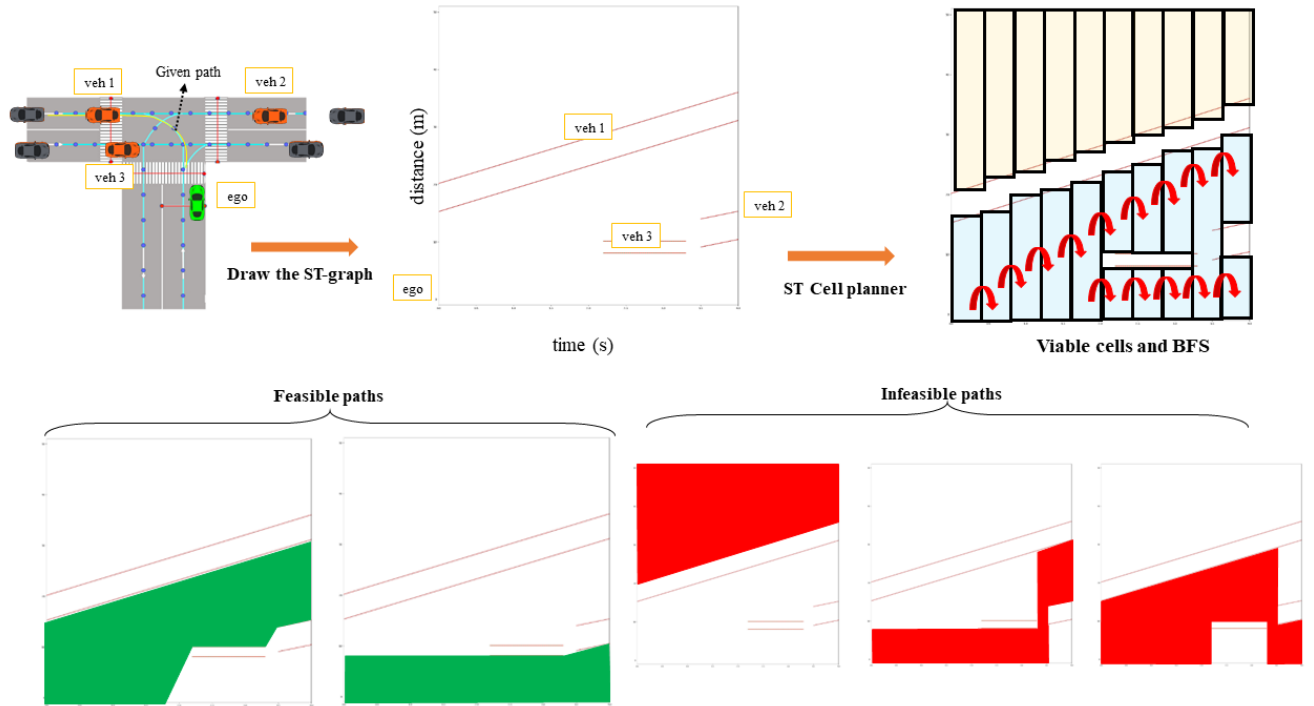 Given path
veh 1
veh 2
veh 3
ego
Draw the ST-graph
distance (m)
veh 1
veh 2
veh 3
ego
time (s)
ST Cell planner
Viable cells and BFS
Feasible paths
Infeasible paths